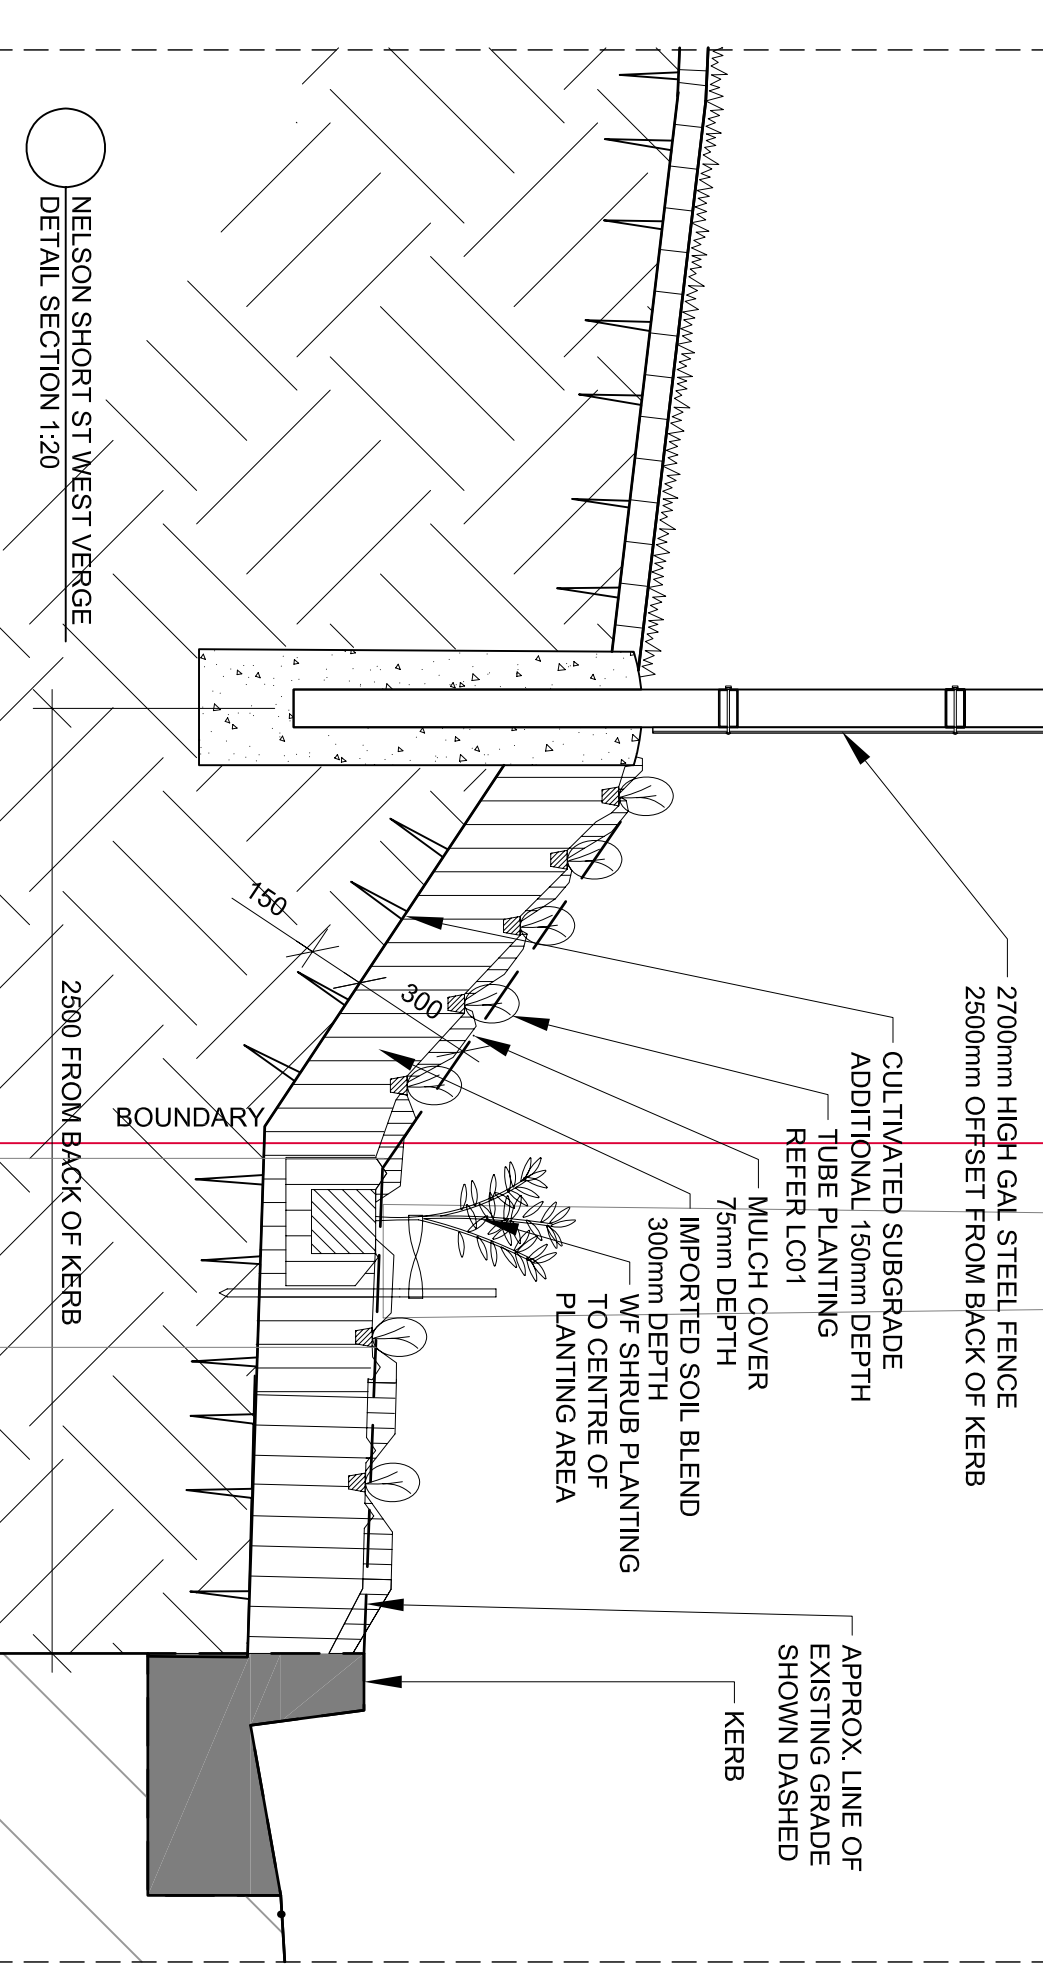 2700mm HIGH GAL STEEL FENCE
2500mm OFFSET FROM BACK OF KERB
CULTIVATED SUBGRADE
ADDITIONAL 150mm DEPTH
TUBE PLANTING
REFER LC01
MULCH COVER
75mm DEPTH
IMPORTED SOIL BLEND
300mm DEPTH
WF SHRUB PLANTING
TO CENTRE OF
PLANTING AREA
APPROX. LINE OF
EXISTING GRADE
SHOWN DASHED
KERB
300
150
BOUNDARY
2500 FROM BACK OF KERB
NELSON SHORT ST WEST VERGE
DETAIL SECTION 1:20